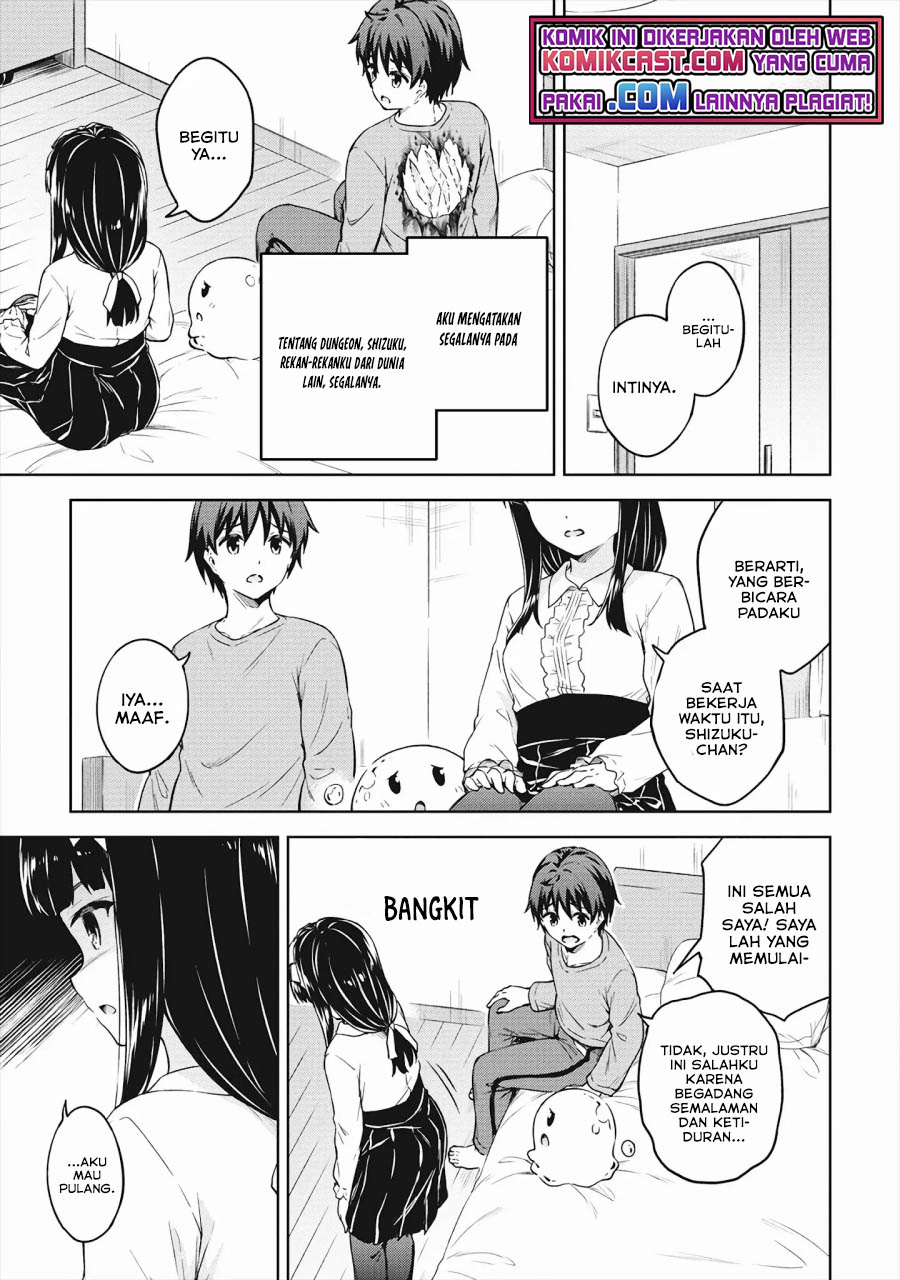 KOMIK INI DIKERJAKAN OLEH WEB
KOMIKCAST.COM YANG CUMA
PAKAI .COM LAINNYA PLAGIAT!
...
BEGITU-
LAH
INTINYA.
BEGITU
YA...
AKU MENGATAKAN
SEGALANYA PADA
TENTANG DUNGEON, SHIZUKU,
REKAN-REKANKU DARI DUNIA
LAIN, SEGALANYA.
BERARTI,
YANG BER-
BICARA
PADAKU
SAAT
BEKERJA
WAKTU ITU,
SHIZUKU-
CHAN?
IYA...
MAAF.
INI SEMUA
SALAH
SAYA! SAYA
LAH YANG
MEMULAI-
TIDAK, JUSTRU
INI SALAHKU
KARENA
BEGADANG
SEMALAMAN
DAN KETI-
DURAN...
BANGKIT
...AKU
MAU
PULANG.